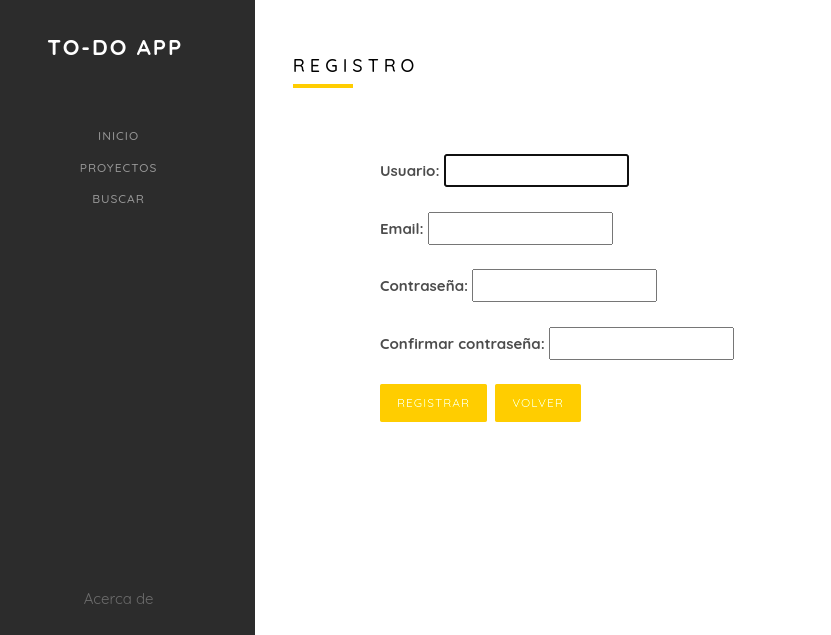 TO-DO APP
INICIO
PROYECTOS
BUSCAR
Acerca de
REGISTRO
Usuario:
Email:
Contraseña:
Confirmar contraseña:
REGISTRAR VOLVER